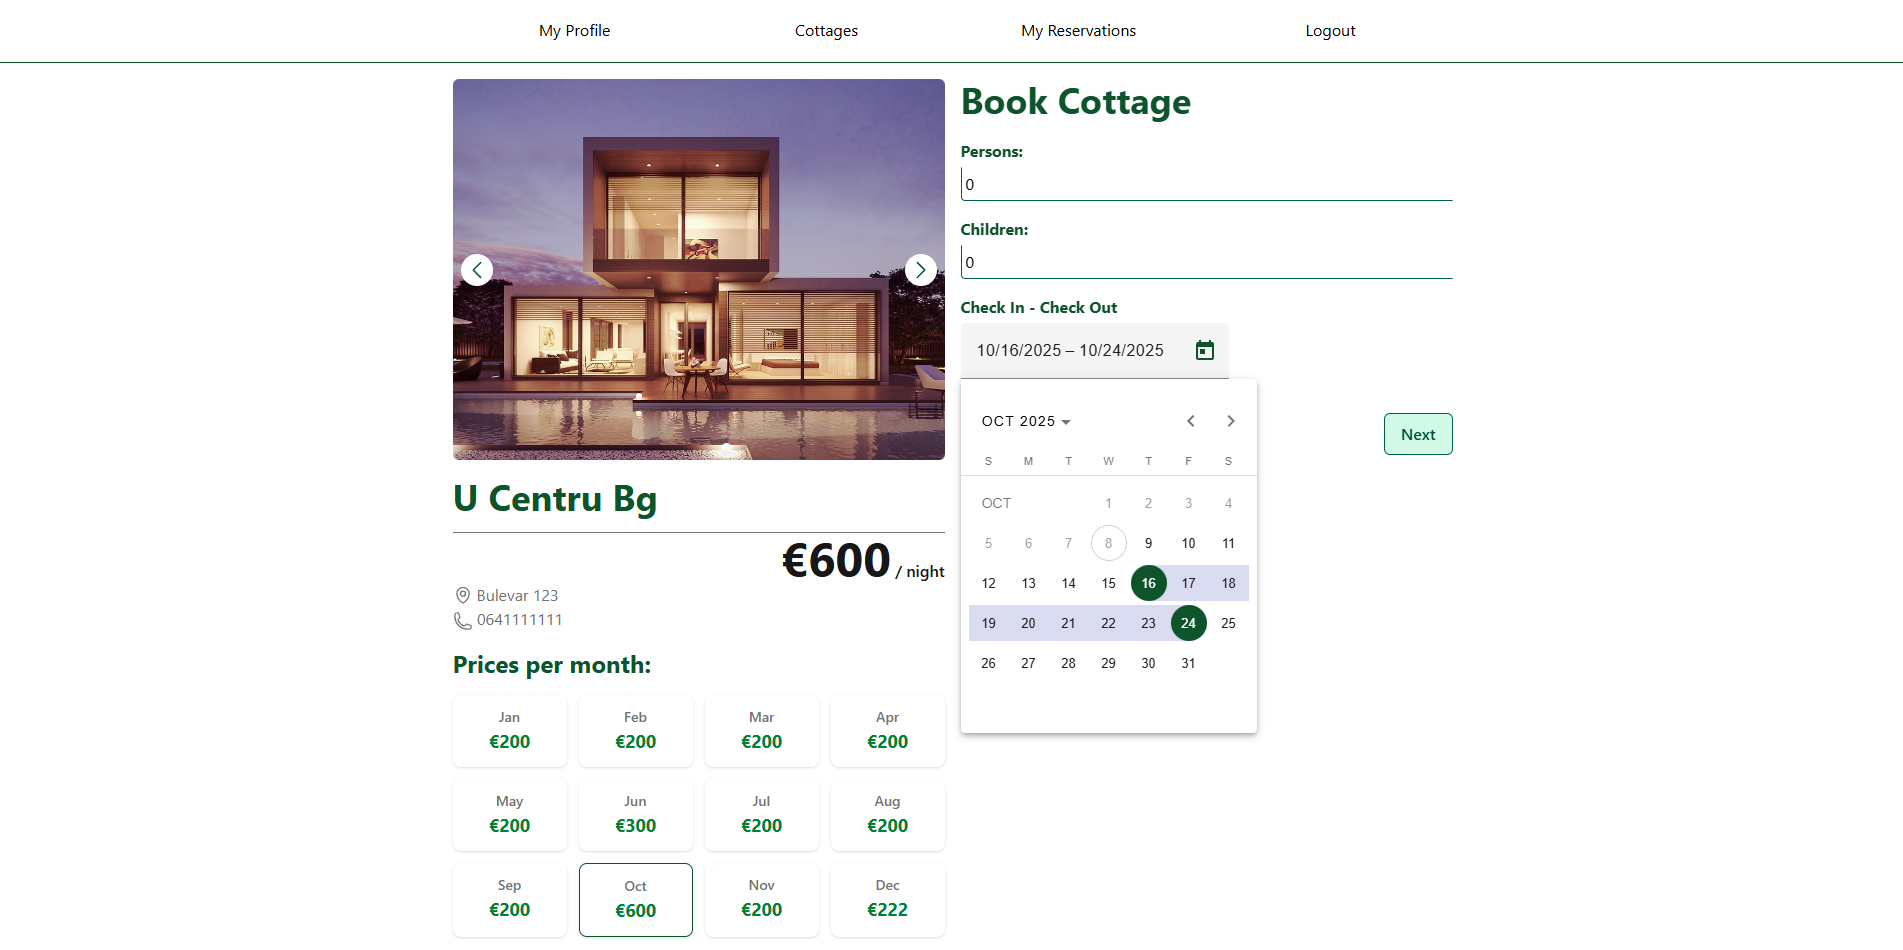 My Profile Cottages My Reservations Logout
Book Cottage
Persons:
0
Children:
0
Check In - Check Out
10/16/2025 – 10/24/2025
OCT 2025
S M T W T F S
OCT 1 2 3 4
5 6 7 8 9 10 11
12 13 14 15 16 17 18
19 20 21 22 23 24 25
26 27 28 29 30 31
Next
U Centru Bg
€600 / night
Bulevar 123
0641111111
Prices per month:
Jan Feb Mar Apr
€200 €200 €200 €200
May Jun Jul Aug
€200 €300 €200 €200
Sep Oct Nov Dec
€200 €600 €200 €222